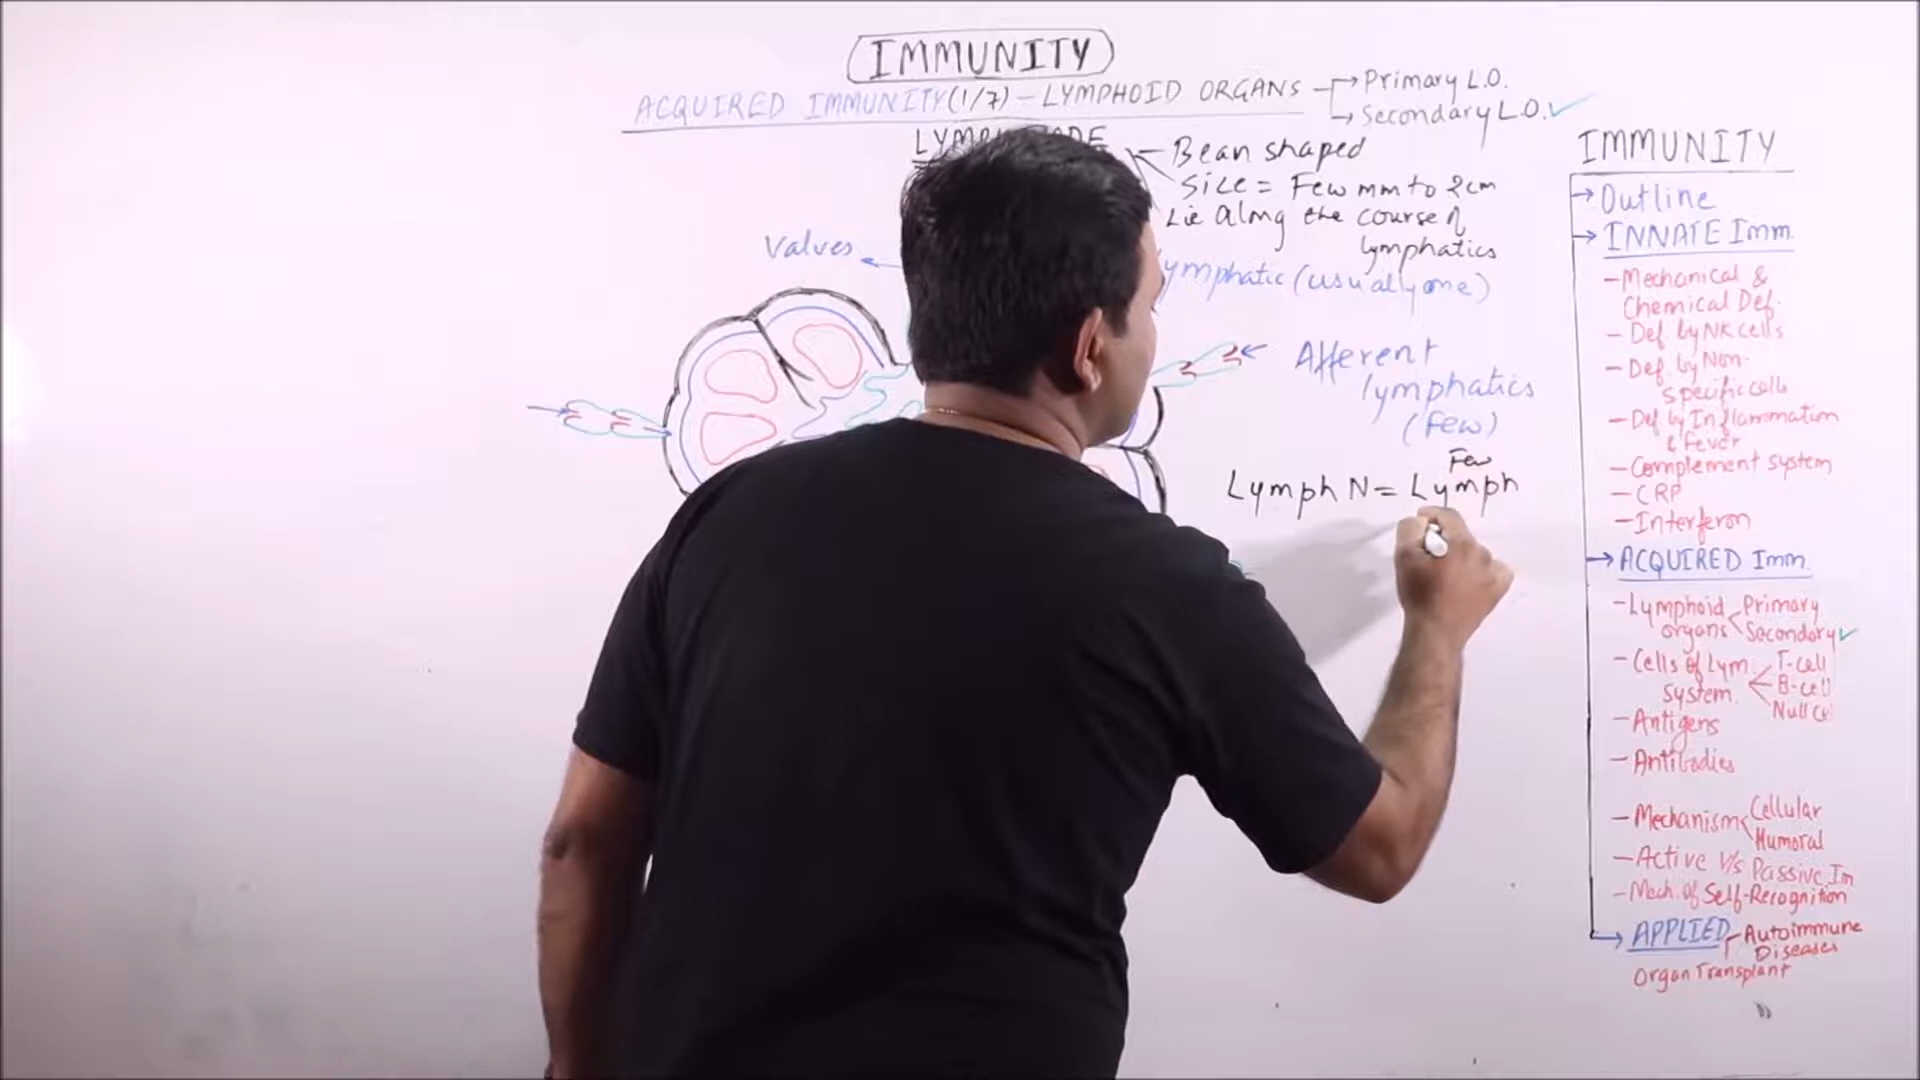 IMMUNITY
ACQUIRED IMMUNITY (1/7) - LYMPHOID ORGANS
Primary L.O.
Secondary L.O. ✓
- Bean shaped
Size = Few mm to 2cm
Lie Along the course of
lymphatics
Valves
(usually one)
Afferent
lymphatics
(Few)
Few
Lymph N = Lymph
IMMUNITY
Outline
INNATE Imm.
- Mechanical &
Chemical Def.
- Def. by NK cells
- Def. by Non-
specific cells
- Def by Inflammation
& Fever
- Complement system
- CRP
- Interferon
ACQUIRED Imm.
- Lymphoid organs
Primary
Secondary ✓
- Cells of Lym. system
T-cell
B-cell
Null
- Antigens
- Antibodies
- Mechanism
Cellular
Humoral
- Active V/s Passive Im
- Mech. of Self-Recognition
APPLIED
Autoimmune
Diseases
Organ Transplant